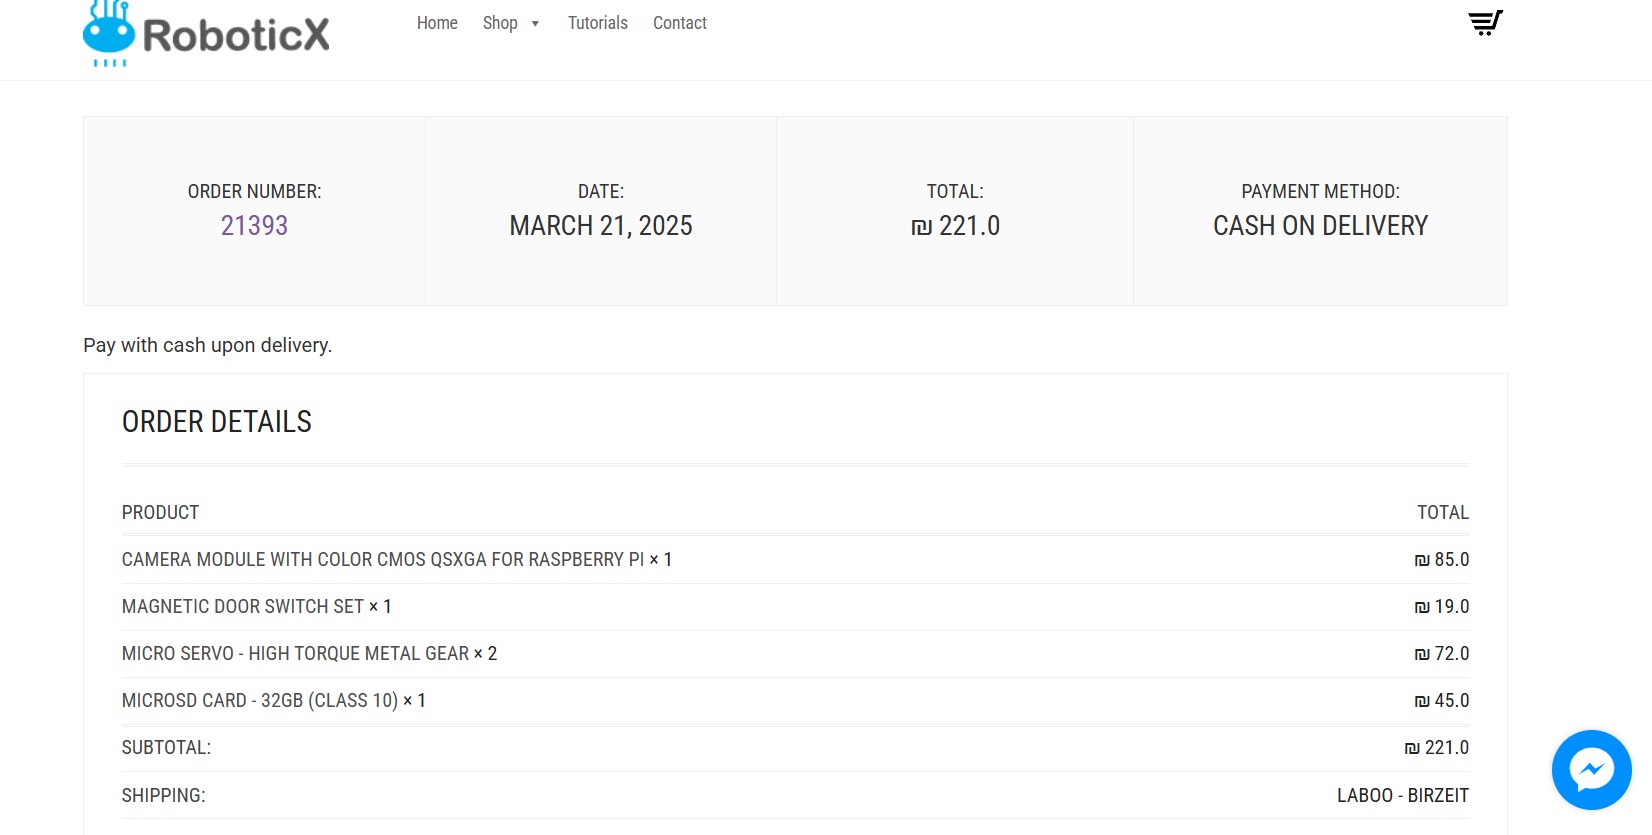 RoboticX
Home Shop Tutorials Contact
ORDER NUMBER: DATE: TOTAL: PAYMENT METHOD:
21393 MARCH 21, 2025 ₪ 221.0 CASH ON DELIVERY
Pay with cash upon delivery.
ORDER DETAILS
PRODUCT TOTAL
CAMERA MODULE WITH COLOR CMOS QSXGA FOR RASPBERRY PI × 1 ₪ 85.0
MAGNETIC DOOR SWITCH SET × 1 ₪ 19.0
MICRO SERVO - HIGH TORQUE METAL GEAR × 2 ₪ 72.0
MICROSD CARD - 32GB (CLASS 10) × 1 ₪ 45.0
SUBTOTAL: ₪ 221.0
SHIPPING: LABOO - BIRZEIT